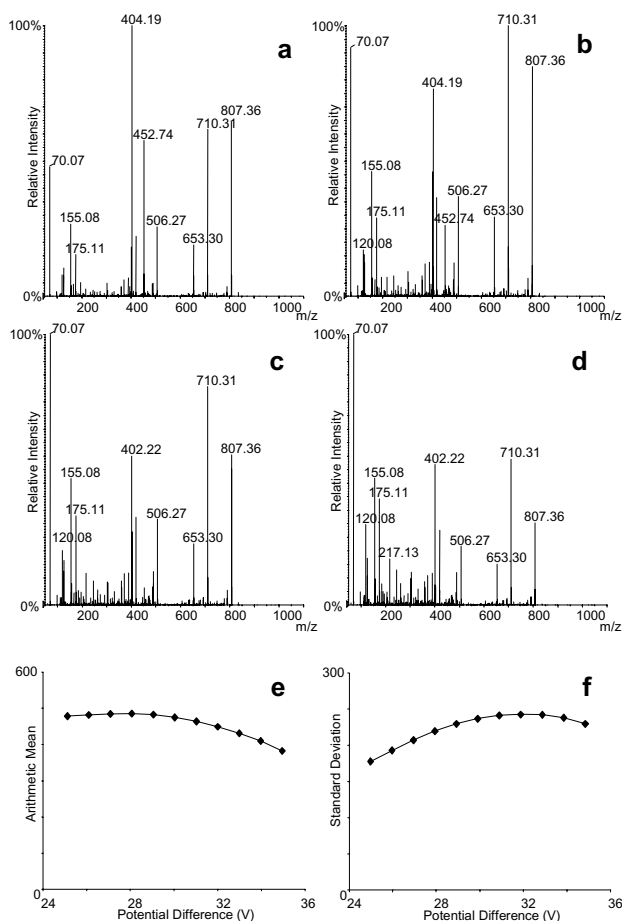 a
100%
Relative Intensity
0%
404.19
807.36
710.31
452.74
70.07
155.08
506.27
175.11
653.30
200 400 600 800 1000
m/z
b
100%
Relative Intensity
0%
710.31
70.07
807.36
404.19
155.08
506.27
175.11
452.74
653.30
120.08
200 400 600 800 1000
m/z
c
100%
Relative Intensity
0%
70.07
710.31
402.22
807.36
155.08
175.11
506.27
120.08
653.30
200 400 600 800 1000
m/z
d
100%
Relative Intensity
0%
70.07
710.31
402.22
155.08
175.11
807.36
120.08
506.27
217.13
653.30
200 400 600 800 1000
m/z
e
600
Arithmetic Mean
0
24 28 32 36
Potential Difference (V)
f
300
Standard Deviation
0
24 28 32 36
Potential Difference (V)